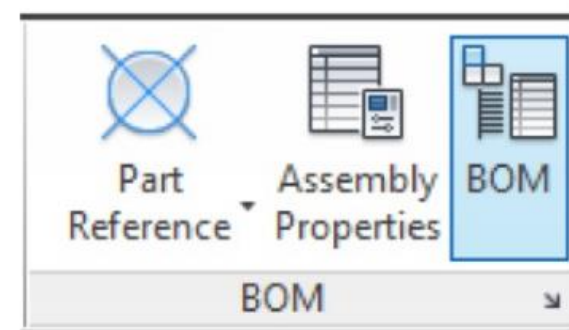 Part
Reference
Assembly
Properties
BOM
BOM